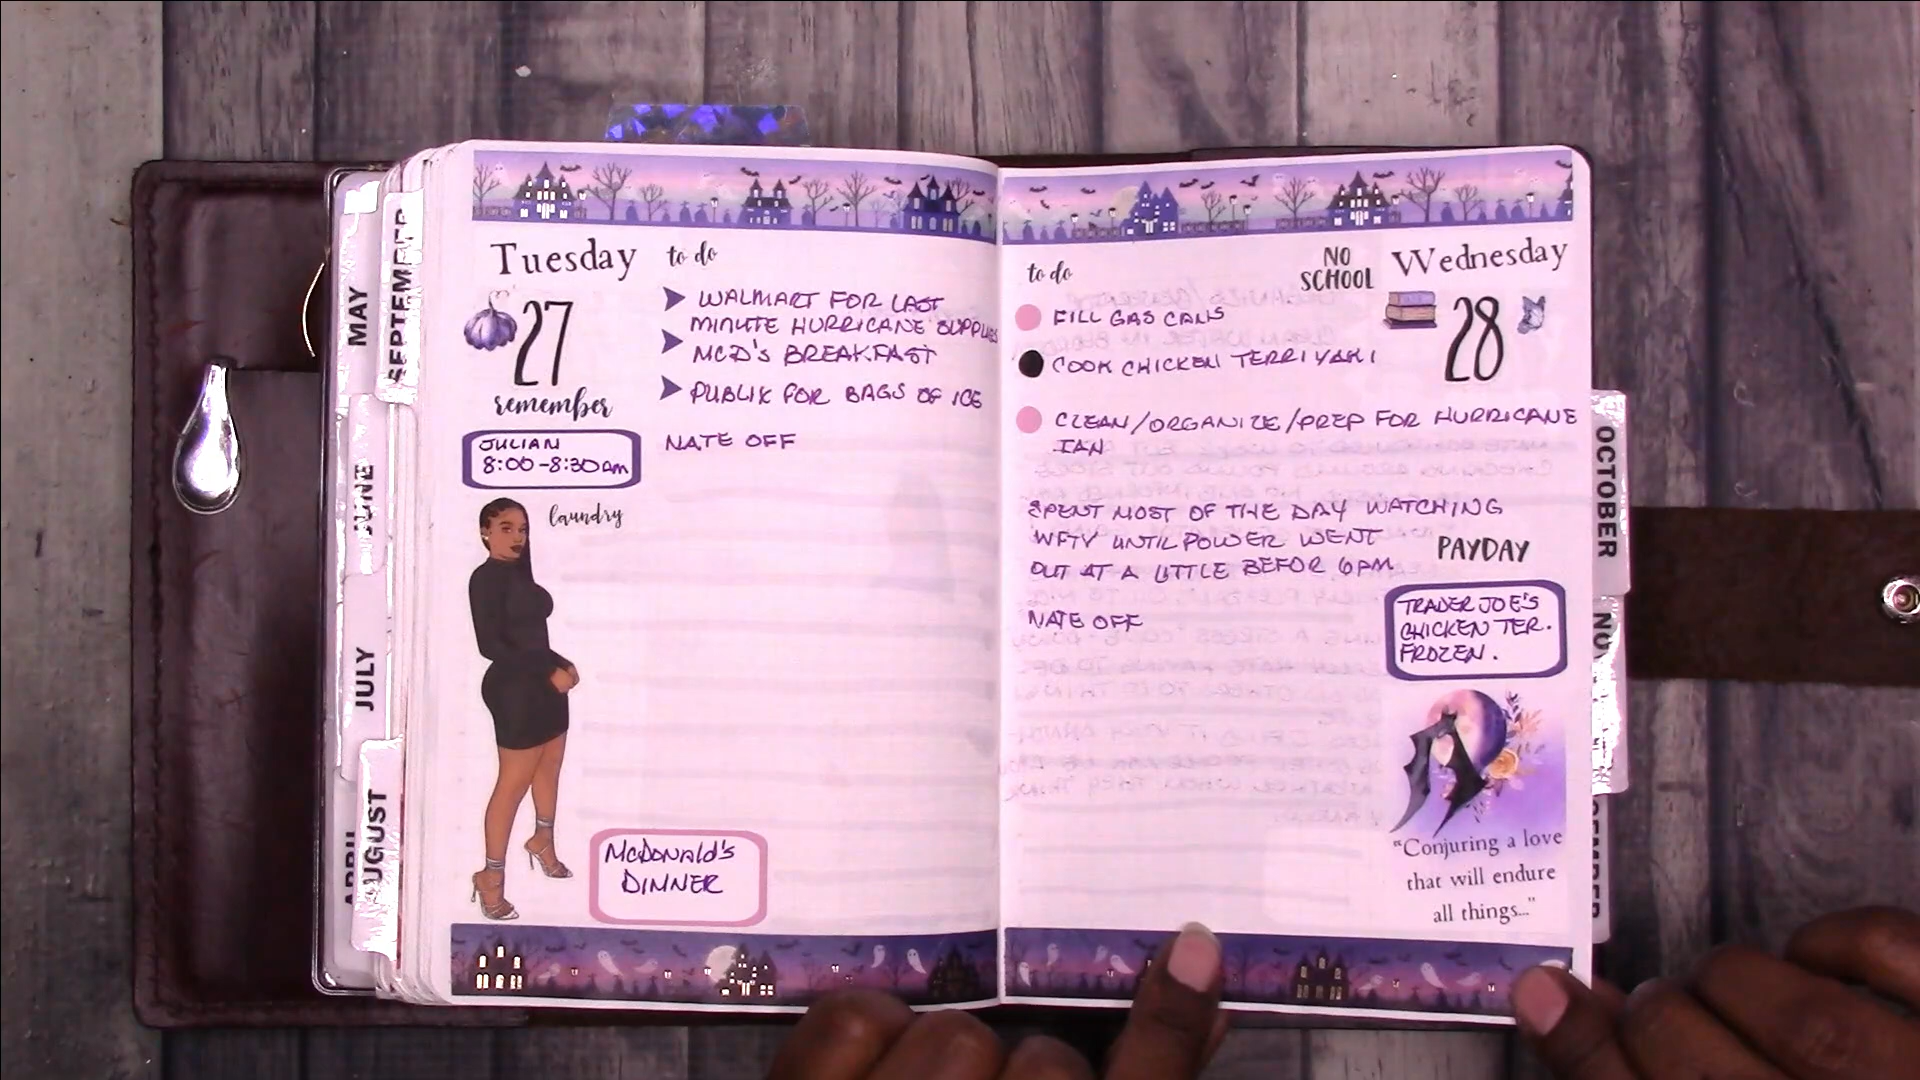 MAY
SEPTEMBER
JUNE
JULY
AUGUST
APRIL
Tuesday
27
remember
JULIAN
8:00-8:30am
laundry
to do
WALMART FOR LAST
MINUTE HURRICANE SUPPLIES
MCD'S BREAKFAST
PUBLIX FOR BAGS OF ICE
NATE OFF
McDonald's
DINNER
to do
NO
SCHOOL
Wednesday
28
FILL GAS CANS
COOK CHICKEN TERRIYAKI
CLEAN/ORGANIZE/PREP FOR HURRICANE
IAN
SPENT MOST OF THE DAY WATCHING
WFTV UNTIL POWER WENT
OUT AT A LITTLE BEFOR 6PM
NATE OFF
PAYDAY
TRADER JOE'S
CHICKEN TER.
FROZEN.
"Conjuring a love
that will endure
all things..."
OCTOBER